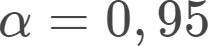 α = 0, 95